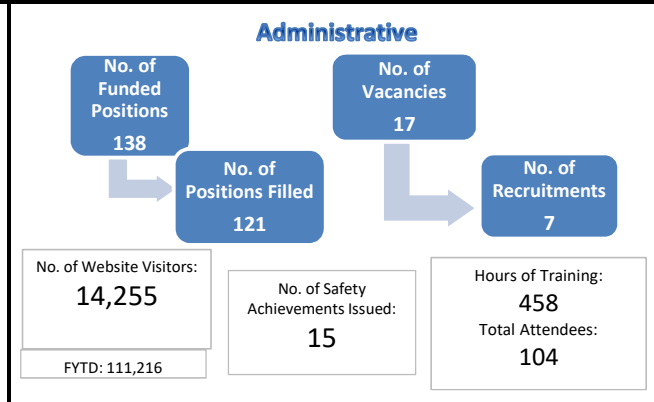 Administrative
No. of
Funded
Positions
138
No. of
Positions Filled
121
No. of
Vacancies
17
No. of
Recruitments
7
No. of Website Visitors:
14,255
FYTD: 111,216
No. of Safety
Achievements Issued:
15
Hours of Training:
458
Total Attendees:
104